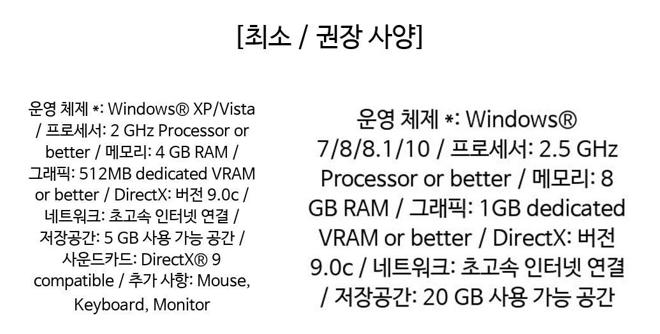 [최소 / 권장 사양]
운영 체제 *: Windows® XP/Vista
/ 프로세서: 2 GHz Processor or
better / 메모리: 4 GB RAM /
그래픽: 512MB dedicated VRAM
or better / DirectX: 버전 9.0c /
네트워크: 초고속 인터넷 연결 /
저장공간: 5 GB 사용 가능 공간 /
사운드카드: DirectX® 9
compatible / 추가 사항: Mouse,
Keyboard, Monitor
운영 체제 *: Windows®
7/8/8.1/10 / 프로세서: 2.5 GHz
Processor or better / 메모리: 8
GB RAM / 그래픽: 1GB dedicated
VRAM or better / DirectX: 버전
9.0c / 네트워크: 초고속 인터넷 연결
/ 저장공간: 20 GB 사용 가능 공간